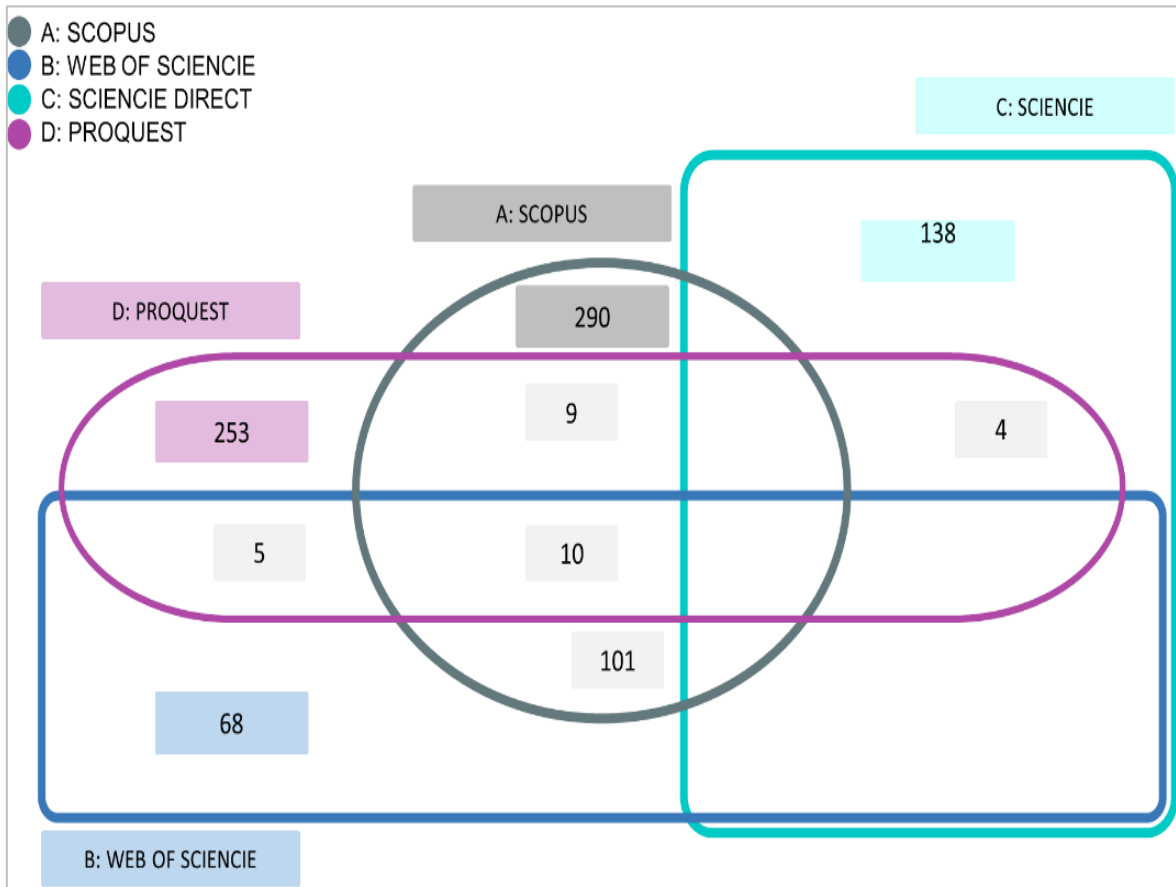 A: SCOPUS
B: WEB OF SCIENCIE
C: SCIENCIE DIRECT
D: PROQUEST
C: SCIENCIE
A: SCOPUS
138
D: PROQUEST
290
253
9
4
5
10
101
68
B: WEB OF SCIENCIE